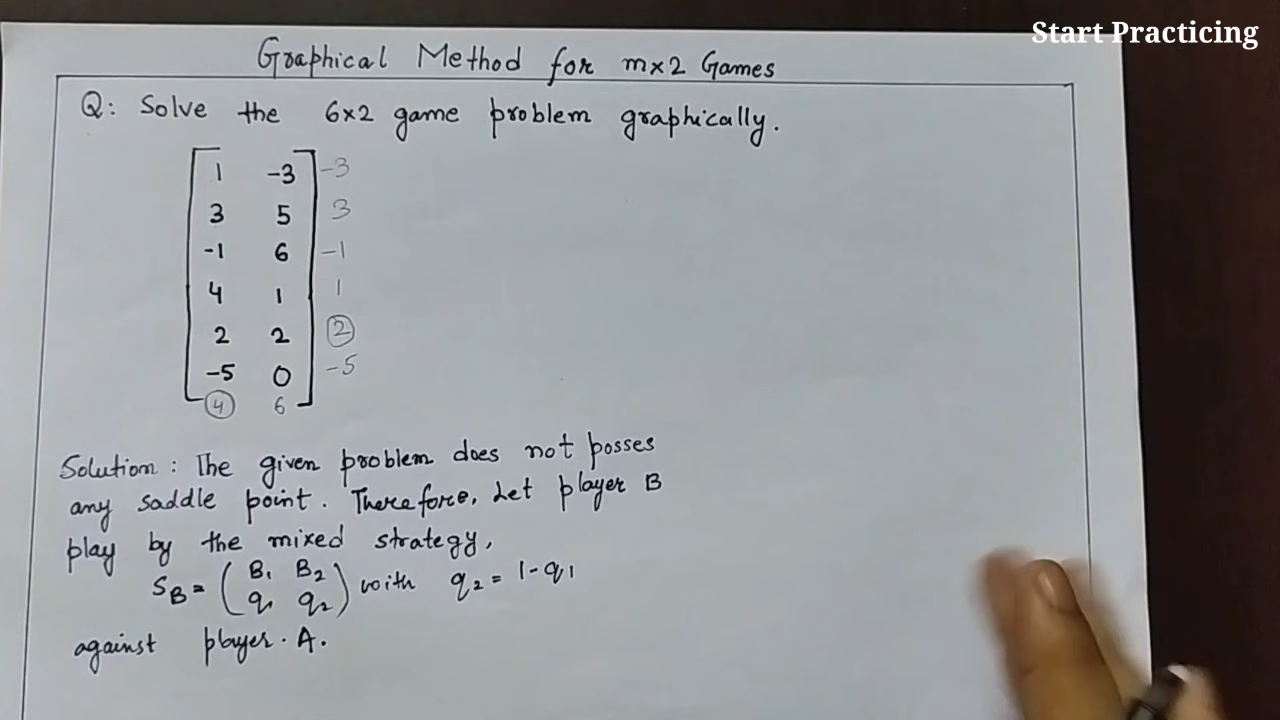 Start Practicing
Graphical Method for m×2 Games
Q: Solve the 6×2 game problem graphically.
1 -3 -3
3 5 3
-1 6 -1
4 1 1
2 2 2
-5 0 -5
4 6
Solution: The given problem does not posses
any saddle point. Therefore, Let player B
play by the mixed strategy,
S_B = ( B₁ B₂
q₁ q₂ ) with q₂ = 1-q₁
against player. A.